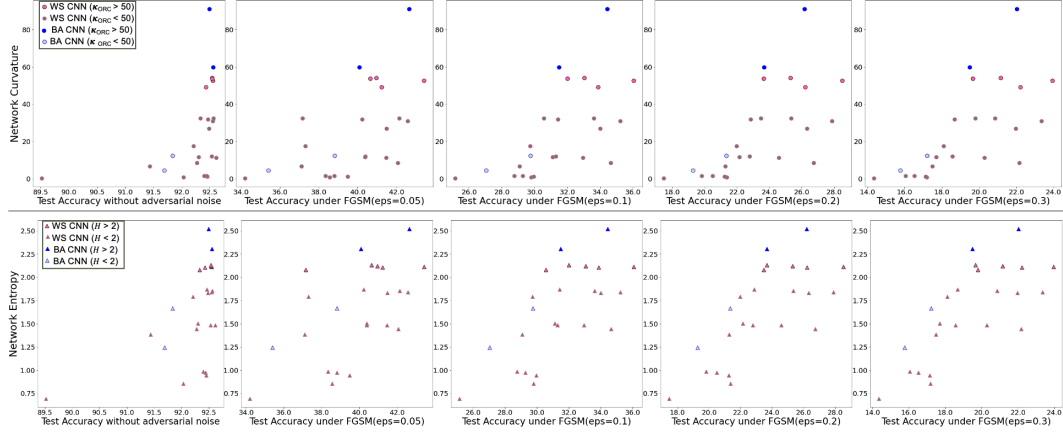 WS CNN (κ ORC > 50)
WS CNN (κ ORC < 50)
BA CNN (κ ORC > 50)
BA CNN (κ ORC < 50)
Network Curvature
80
60
40
20
0
89.5 90.0 90.5 91.0 91.5 92.0 92.5
Test Accuracy without adversarial noise
34.0 36.0 38.0 40.0 42.0
Test Accuracy under FGSM(eps=0.05)
26.0 28.0 30.0 32.0 34.0 36.0
Test Accuracy under FGSM(eps=0.1)
18.0 20.0 22.0 24.0 26.0 28.0
Test Accuracy under FGSM(eps=0.2)
14.0 16.0 18.0 20.0 22.0 24.0
Test Accuracy under FGSM(eps=0.3)
WS CNN (H > 2)
WS CNN (H < 2)
BA CNN (H > 2)
BA CNN (H < 2)
Network Entropy
2.50
2.25
2.00
1.75
1.50
1.25
1.00
0.75
89.5 90.0 90.5 91.0 91.5 92.0 92.5
Test Accuracy without adversarial noise
34.0 36.0 38.0 40.0 42.0
Test Accuracy under FGSM(eps=0.05)
26.0 28.0 30.0 32.0 34.0 36.0
Test Accuracy under FGSM(eps=0.1)
18.0 20.0 22.0 24.0 26.0 28.0
Test Accuracy under FGSM(eps=0.2)
14.0 16.0 18.0 20.0 22.0 24.0
Test Accuracy under FGSM(eps=0.3)